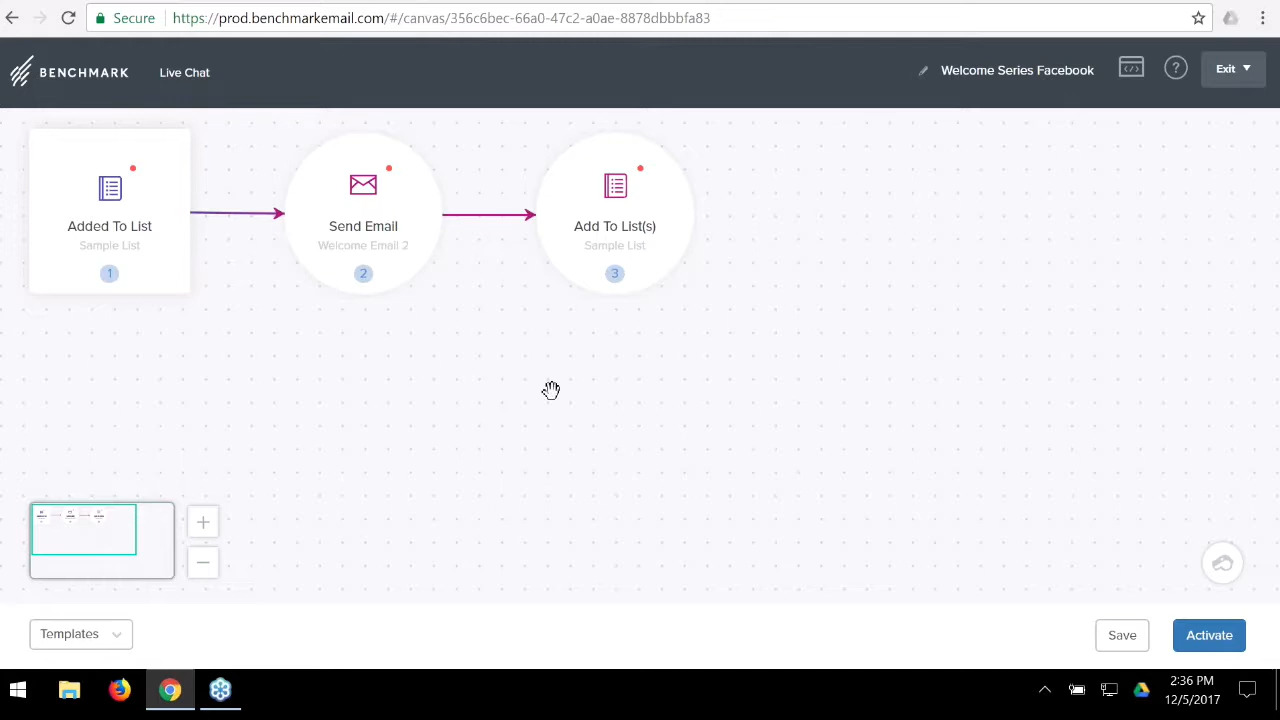 Secure https://prod.benchmarkemail.com/#/canvas/356c6bec-66a0-47c2-a0ae-8878dbbbfa83
BENCHMARK Live Chat Welcome Series Facebook </> ? Exit
Added To List
Sample List
1
Send Email
Welcome Email 2
2
Add To List(s)
Sample List
3
Templates Save Activate
2:36 PM
12/5/2017